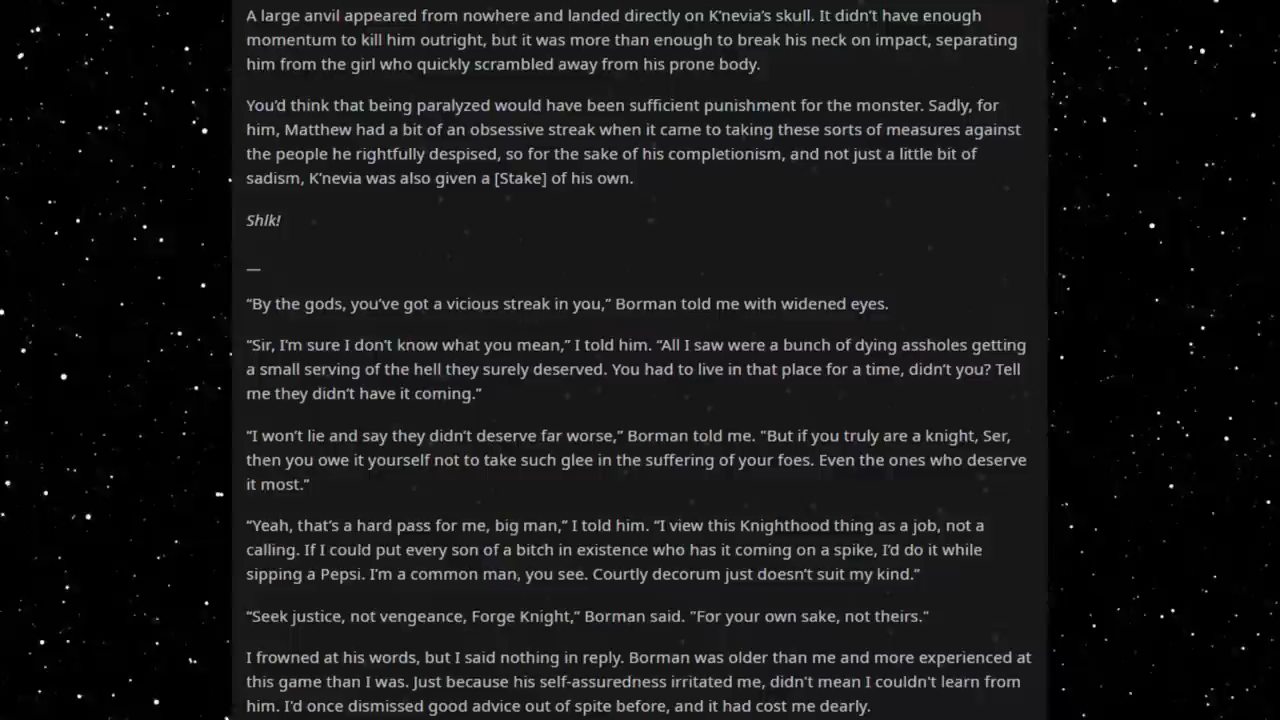 A large anvil appeared from nowhere and landed directly on K’nevia’s skull. It didn’t have enough
momentum to kill him outright, but it was more than enough to break his neck on impact, separating
him from the girl who quickly scrambled away from his prone body.
You’d think that being paralyzed would have been sufficient punishment for the monster. Sadly, for
him, Matthew had a bit of an obsessive streak when it came to taking these sorts of measures against
the people he rightfully despised, so for the sake of his completionism, and not just a little bit of
sadism, K’nevia was also given a [Stake] of his own.
Shlk!
—
“By the gods, you’ve got a vicious streak in you,” Borman told me with widened eyes.
“Sir, I’m sure I don’t know what you mean,” I told him. “All I saw were a bunch of dying assholes getting
a small serving of the hell they surely deserved. You had to live in that place for a time, didn’t you? Tell
me they didn’t have it coming.”
“I won’t lie and say they didn’t deserve far worse,” Borman told me. "But if you truly are a knight, Ser,
then you owe it yourself not to take such glee in the suffering of your foes. Even the ones who deserve
it most.”
“Yeah, that’s a hard pass for me, big man,” I told him. “I view this Knighthood thing as a job, not a
calling. If I could put every son of a bitch in existence who has it coming on a spike, I’d do it while
sipping a Pepsi. I’m a common man, you see. Courtly decorum just doesn’t suit my kind.”
“Seek justice, not vengeance, Forge Knight,” Borman said. "For your own sake, not theirs.”
I frowned at his words, but I said nothing in reply. Borman was older than me and more experienced at
this game than I was. Just because his self-assuredness irritated me, didn't mean I couldn't learn from
him. I’d once dismissed good advice out of spite before, and it had cost me dearly.